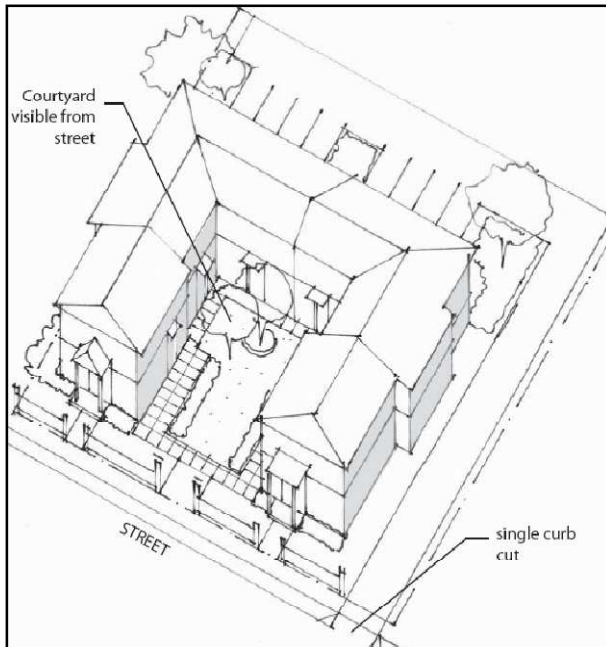 Courtyard
visible from
street
STREET
single curb
cut